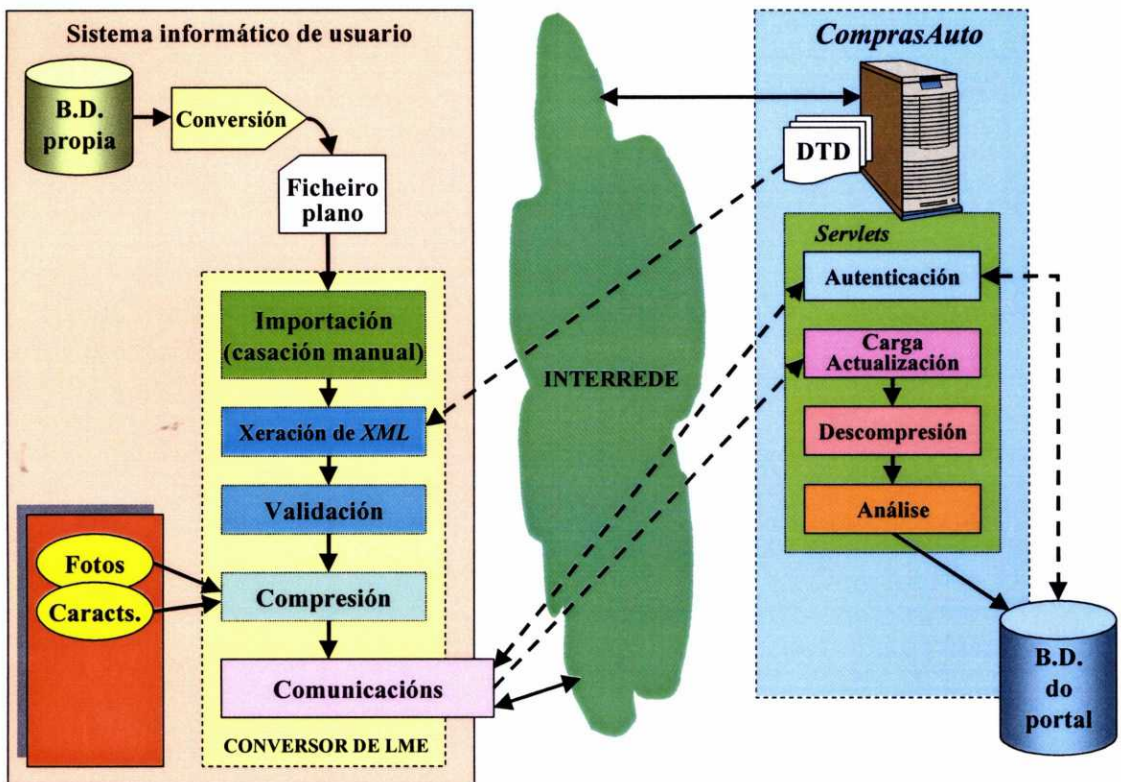 Sistema informático de usuario
B.D.
propia
Conversión
Ficheiro
plano
Importación
(casación manual)
Xeración de XML
Validación
Fotos
Caracts.
Compresión
Comunicacións
CONVERSOR DE LME
INTERREDE
ComprasAuto
DTD
Servlets
Autenticación
Carga
Actualización
Descompresión
Análise
B.D.
do
portal